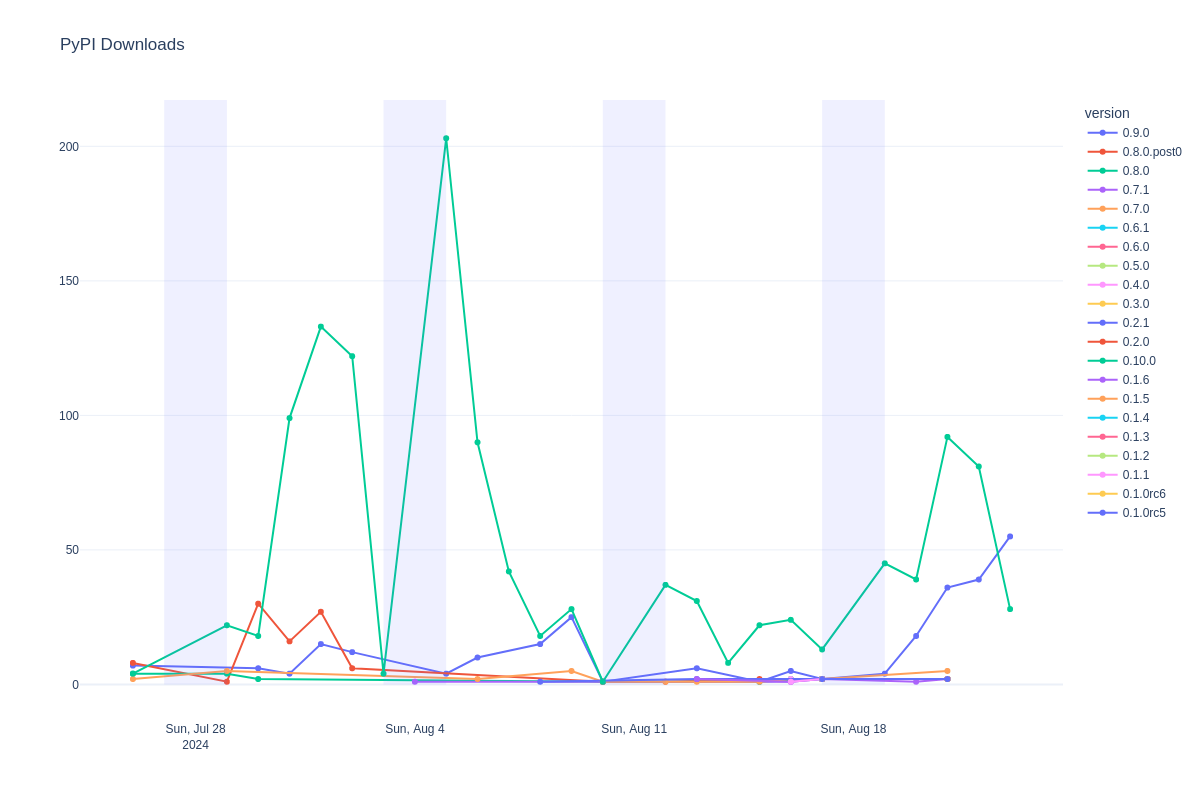 PyPI Downloads
200
150
100
50
0
Sun, Jul 28
2024
Sun, Aug 4
Sun, Aug 11
Sun, Aug 18
version
0.9.0
0.8.0.post0
0.8.0
0.7.1
0.7.0
0.6.1
0.6.0
0.5.0
0.4.0
0.3.0
0.2.1
0.2.0
0.10.0
0.1.6
0.1.5
0.1.4
0.1.3
0.1.2
0.1.1
0.1.0rc6
0.1.0rc5